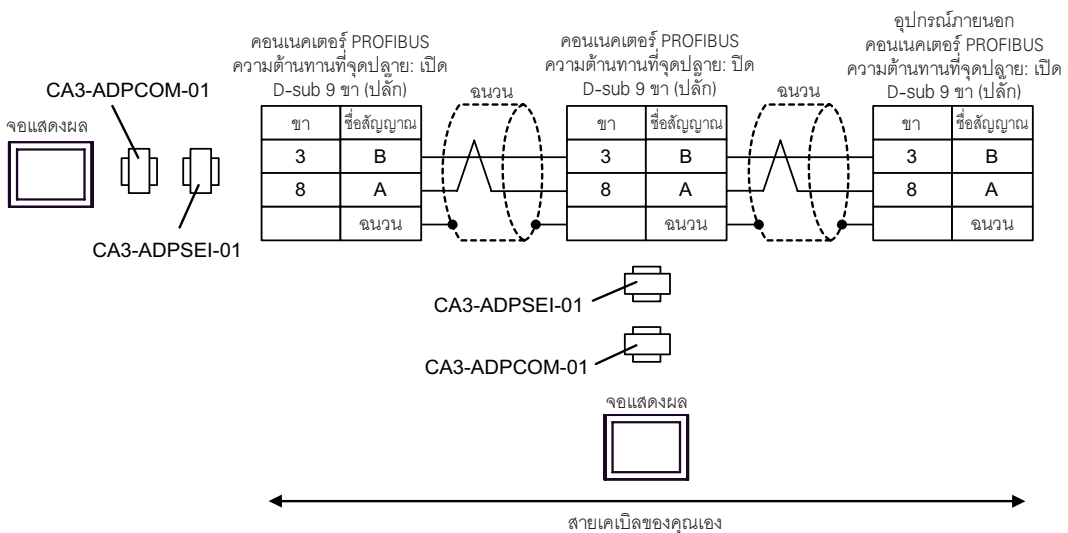 อุปกรณ์ภายนอก
คอนเนคเตอร์ PROFIBUS
ความต้านทานที่จุดปลาย: เปิด
D-sub 9 ขา (ปลั๊ก)
คอนเนคเตอร์ PROFIBUS
ความต้านทานที่จุดปลาย: ปิด
D-sub 9 ขา (ปลั๊ก)
คอนเนคเตอร์ PROFIBUS
ความต้านทานที่จุดปลาย: เปิด
D-sub 9 ขา (ปลั๊ก)
CA3-ADPCOM-01
จอแสดงผล
CA3-ADPSEI-01
ฉนวน
ฉนวน
ขา ชื่อสัญญาณ
3 B
8 A
ฉนวน
ขา ชื่อสัญญาณ
3 B
8 A
ฉนวน
ขา ชื่อสัญญาณ
3 B
8 A
ฉนวน
CA3-ADPSEI-01
CA3-ADPCOM-01
จอแสดงผล
สายเคเบิลของคุณเอง